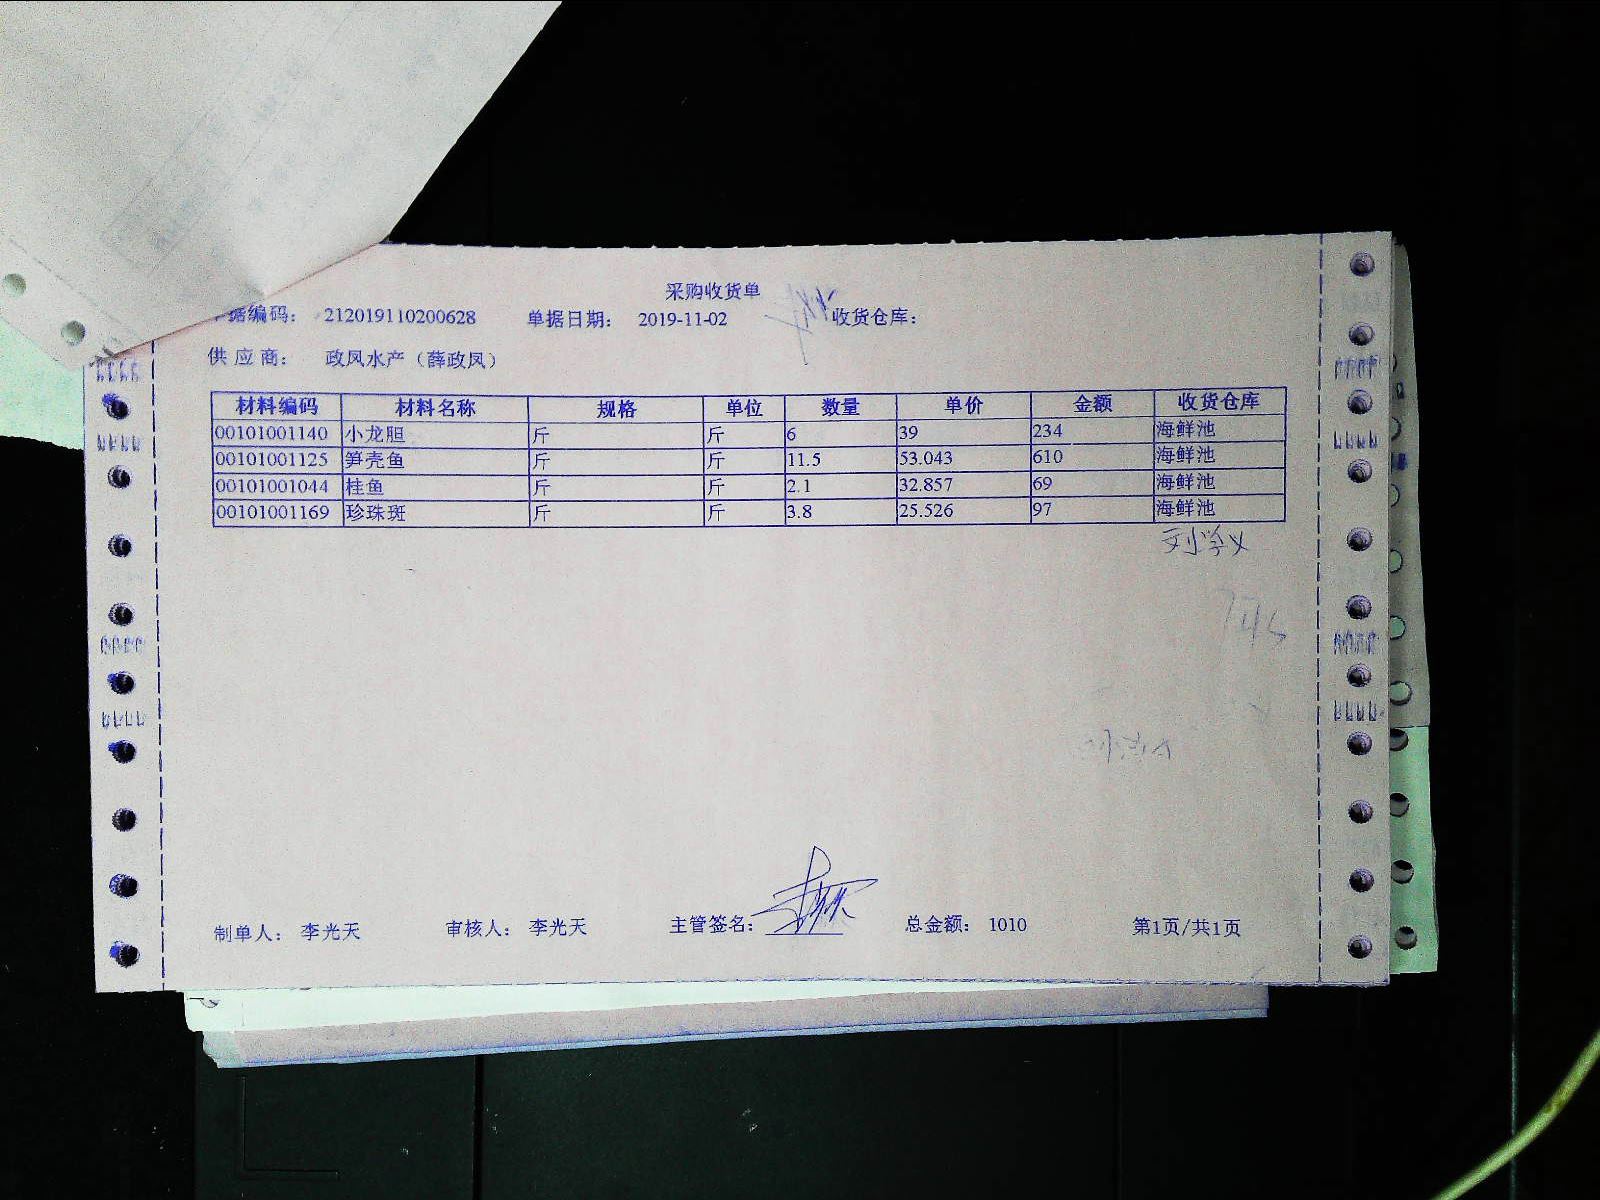 采购收货单
据编码： 212019110200628 单据日期： 2019-11-02 收货仓库：
供 应 商： 政凤水产（薛政凤）
材料编码 材料名称 规格 单位 数量 单价 金额 收货仓库
00101001140 小龙胆 斤 斤 6 39 234 海鲜池
00101001125 笋壳鱼 斤 斤 11.5 53.043 610 海鲜池
00101001044 桂鱼 斤 斤 2.1 32.857 69 海鲜池
00101001169 珍珠斑 斤 斤 3.8 25.526 97 海鲜池
制单人： 李光天 审核人： 李光天 主管签名： 总金额： 1010 第1页/共1页